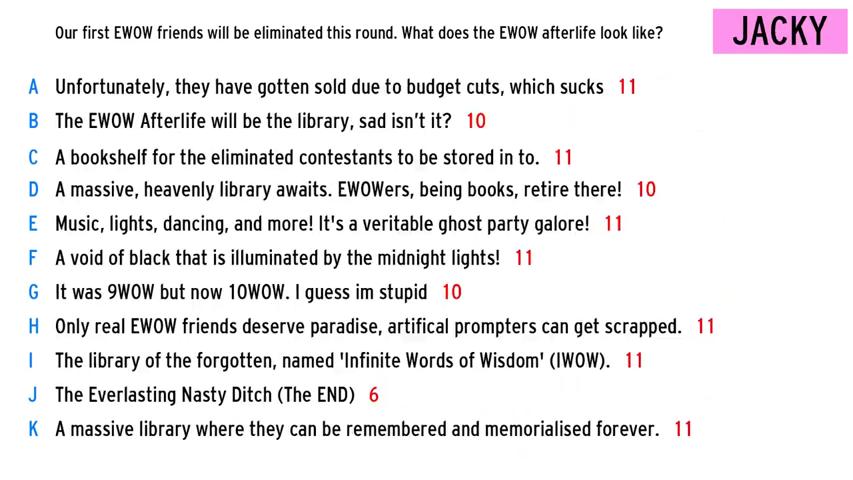 Our first EWOW friends will be eliminated this round. What does the EWOW afterlife look like?
JACKY
A Unfortunately, they have gotten sold due to budget cuts, which sucks 11
B The EWOW Afterlife will be the library, sad isn't it? 10
C A bookshelf for the eliminated contestants to be stored in to. 11
D A massive, heavenly library awaits. EWOWers, being books, retire there! 10
E Music, lights, dancing, and more! It's a veritable ghost party galore! 11
F A void of black that is illuminated by the midnight lights! 11
G It was 9WOW but now 10WOW. I guess im stupid 10
H Only real EWOW friends deserve paradise, artifical prompters can get scrapped. 11
I The library of the forgotten, named 'Infinite Words of Wisdom' (IWOW). 11
J The Everlasting Nasty Ditch (The END) 6
K A massive library where they can be remembered and memorialised forever. 11